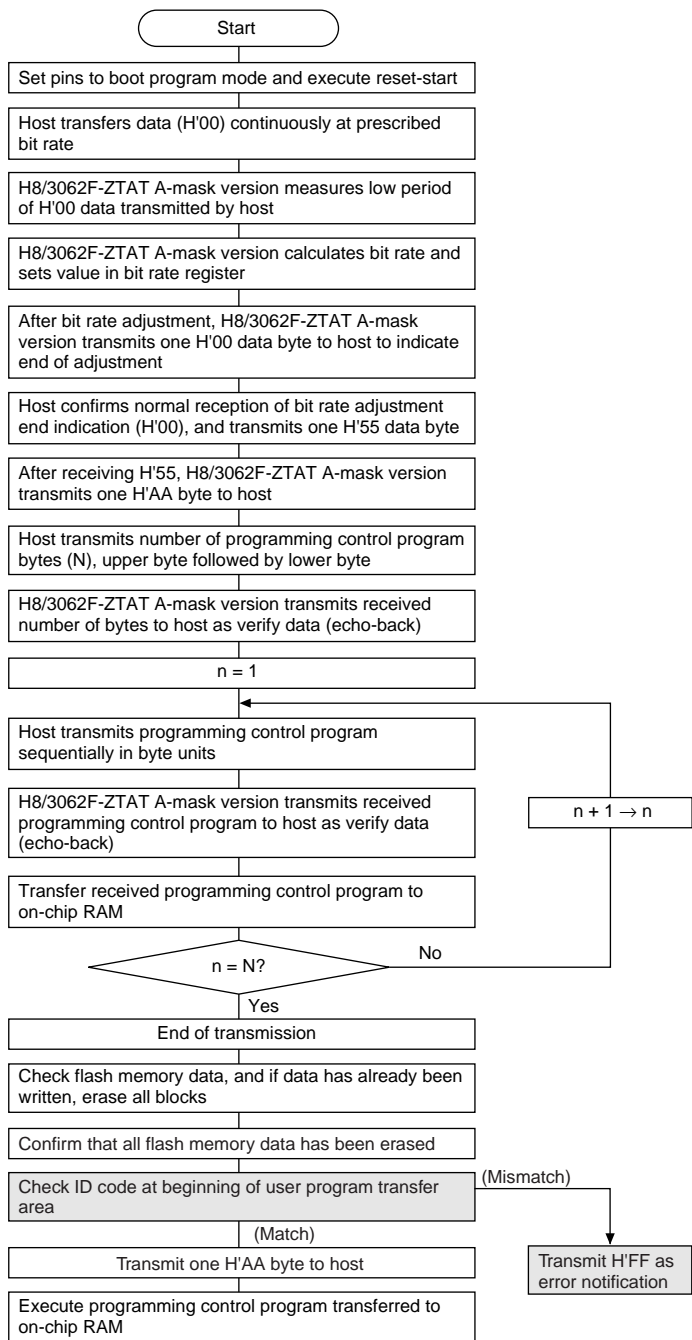 Start
Set pins to boot program mode and execute reset-start
Host transfers data (H'00) continuously at prescribed
bit rate
H8/3062F-ZTAT A-mask version measures low period
of H'00 data transmitted by host
H8/3062F-ZTAT A-mask version calculates bit rate and
sets value in bit rate register
After bit rate adjustment, H8/3062F-ZTAT A-mask
version transmits one H'00 data byte to host to indicate
end of adjustment
Host confirms normal reception of bit rate adjustment
end indication (H'00), and transmits one H'55 data byte
After receiving H'55, H8/3062F-ZTAT A-mask version
transmits one H'AA byte to host
Host transmits number of programming control program
bytes (N), upper byte followed by lower byte
H8/3062F-ZTAT A-mask version transmits received
number of bytes to host as verify data (echo-back)
n = 1
Host transmits programming control program
sequentially in byte units
H8/3062F-ZTAT A-mask version transmits received
programming control program to host as verify data
(echo-back)
n + 1 → n
Transfer received programming control program to
on-chip RAM
n = N?
No
Yes
End of transmission
Check flash memory data, and if data has already been
written, erase all blocks
Confirm that all flash memory data has been erased
Check ID code at beginning of user program transfer
area
(Mismatch)
(Match)
Transmit one H'AA byte to host
Transmit H'FF as
error notification
Execute programming control program transferred to
on-chip RAM